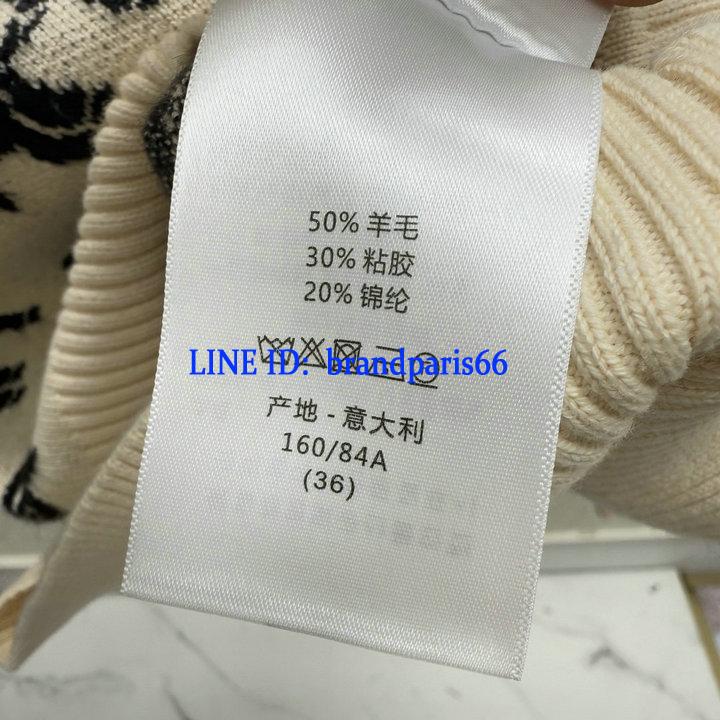 50% 羊毛
30% 粘胶
20% 锦纶
LINE ID: brandparis66
产地 - 意大利
160/84A
(36)